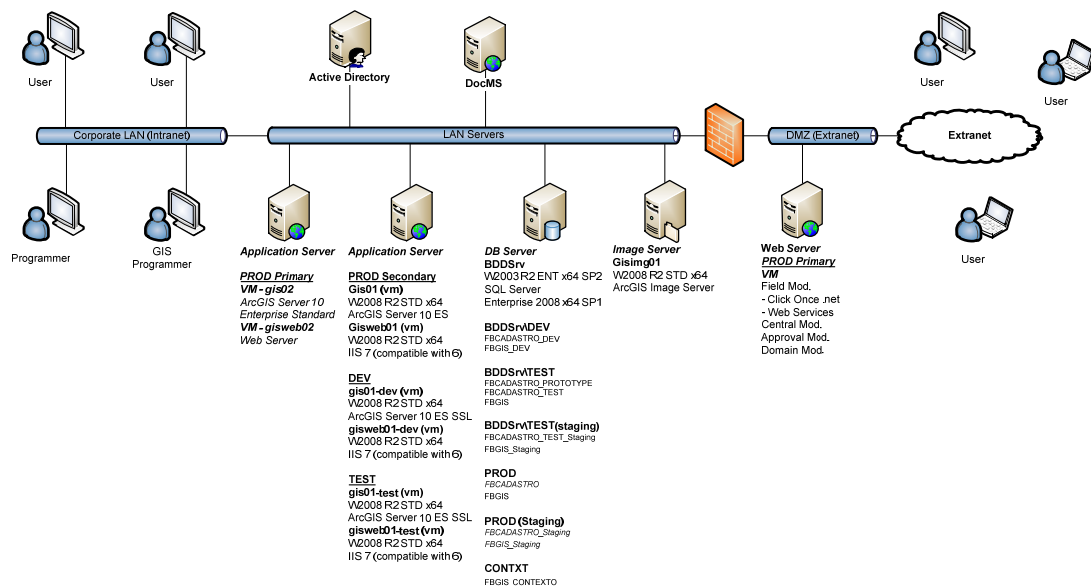 User
User
Active Directory
DocMS
User
User
Corporate LAN (Intranet)
LAN Servers
DMZ (Extranet)
Extranet
Programmer
GIS
Programmer
Application Server
PROD Primary
VM - gis02
ArcGIS Server 10
Enterprise Standard
VM - gisweb02
Web Server
Application Server
PROD Secondary
Gis01 (vm)
W2008 R2 STD x64
ArcGIS Server 10 ES
Gisweb01 (vm)
W2008 R2 STD x64
IIS 7 (compatible with 6)
DEV
gis01-dev (vm)
W2008 R2 STD x64
ArcGIS Server 10 ES SSL
gisweb01-dev (vm)
W2008 R2 STD x64
IIS 7 (compatible with 6)
TEST
gis01-test (vm)
W2008 R2 STD x64
ArcGIS Server 10 ES SSL
gisweb01-test (vm)
W2008 R2 STD x64
IIS 7 (compatible with 6)
DB Server
BDDSrv
W2003 R2 ENT x64 SP2
SQL Server
Enterprise 2008 x64 SP1
BDDSrv\DEV
FBCADASTRO_DEV
FBGIS_DEV
BDDSrv\TEST
FBCADASTRO_PROTOTYPE
FBCADASTRO_TEST
FBGIS
BDDSrv\TEST(staging)
FBCADASTRO_TEST_Staging
FBGIS_Staging
PROD
FBCADASTRO
FBGIS
PROD (Staging)
FBCADASTRO_Staging
FBGIS_Staging
CONTXT
FBGIS_CONTEXTO
Image Server
Gisimg01
W2008 R2 STD x64
ArcGIS Image Server
Web Server
PROD Primary
VM
Field Mod.
- Click Once .net
- Web Services
Central Mod.
Approval Mod.
Domain Mod.
User